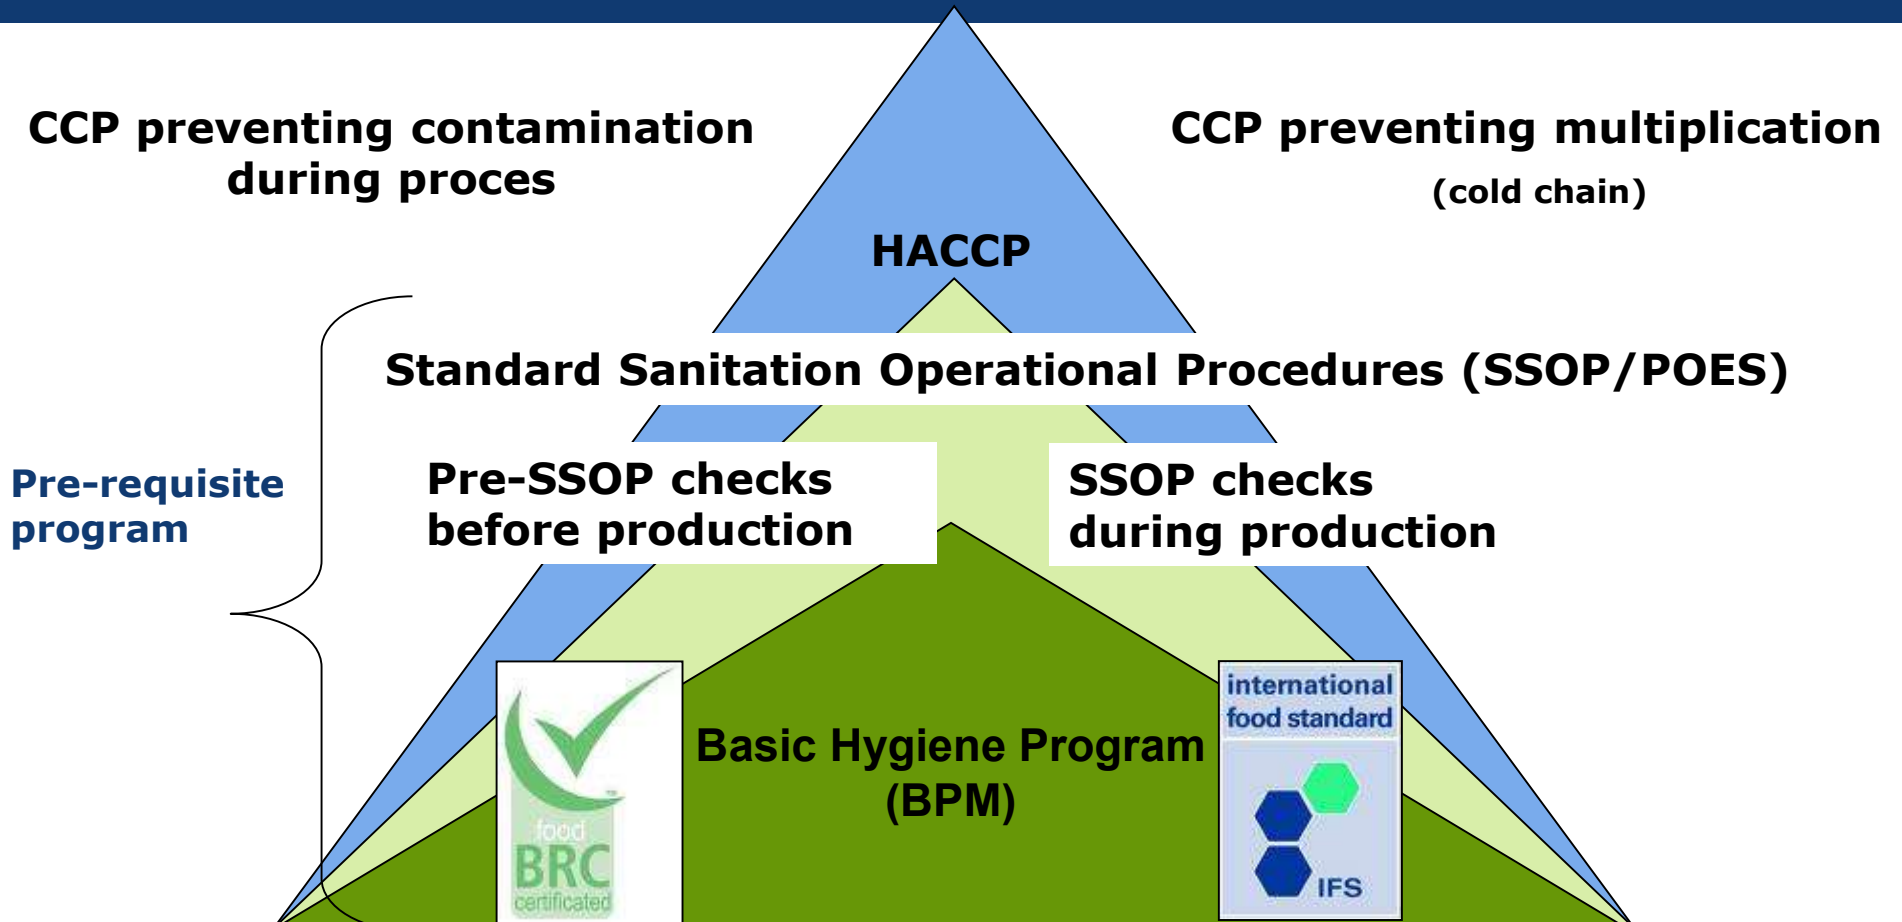 CCP preventing contamination
during proces
CCP preventing multiplication
(cold chain)
HACCP
Standard Sanitation Operational Procedures (SSOP/POES)
Pre-requisite
program
Pre-SSOP checks
before production
SSOP checks
during production
Basic Hygiene Program
(BPM)
food
BRC
certificated
TM
international
food standard
IFS